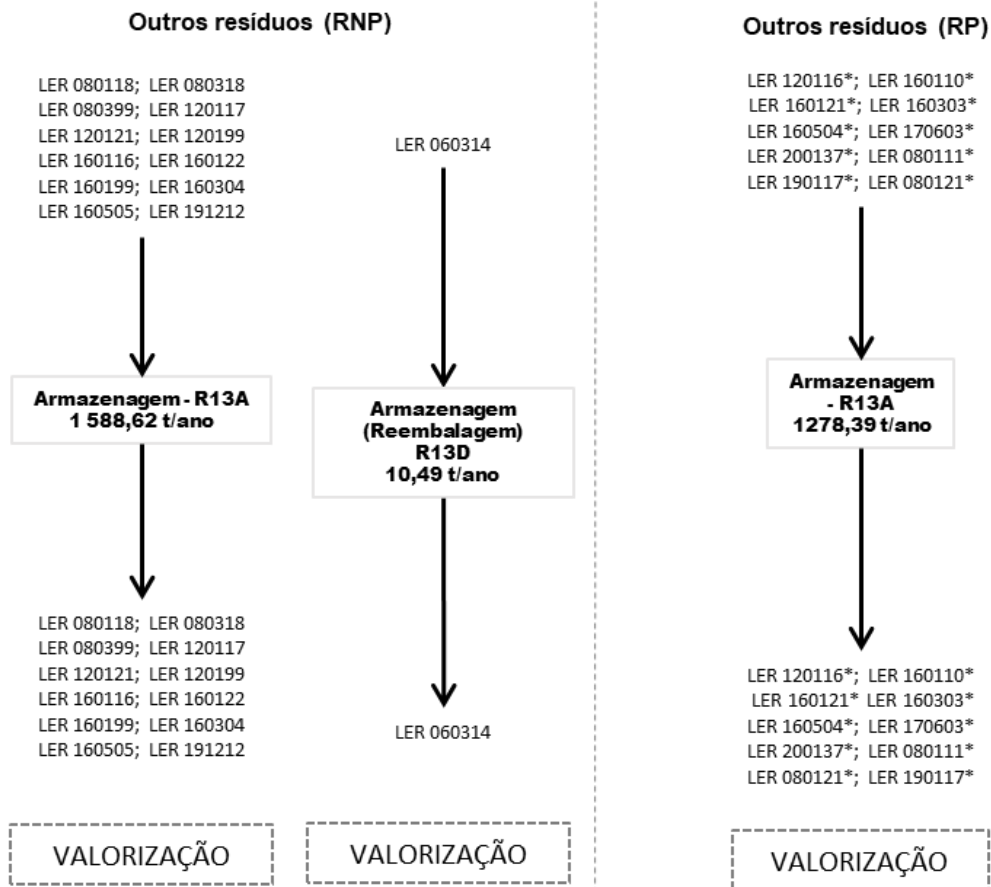 Outros resíduos (RNP)
LER 080118; LER 080318
LER 080399; LER 120117
LER 120121; LER 120199
LER 160116; LER 160122
LER 160199; LER 160304
LER 160505; LER 191212
Armazenagem - R13A
1 588,62 t/ano
LER 080118; LER 080318
LER 080399; LER 120117
LER 120121; LER 120199
LER 160116; LER 160122
LER 160199; LER 160304
LER 160505; LER 191212
VALORIZAÇÃO
LER 060314
Armazenagem
(Reembalagem)
R13D
10,49 t/ano
LER 060314
VALORIZAÇÃO
Outros resíduos (RP)
LER 120116*; LER 160110*
LER 160121*; LER 160303*
LER 160504*; LER 170603*
LER 200137*; LER 080111*
LER 190117*; LER 080121*
Armazenagem
- R13A
1278,39 t/ano
LER 120116*; LER 160110*
LER 160121* LER 160303*
LER 160504*; LER 170603*
LER 200137*; LER 080111*
LER 080121*; LER 190117*
VALORIZAÇÃO